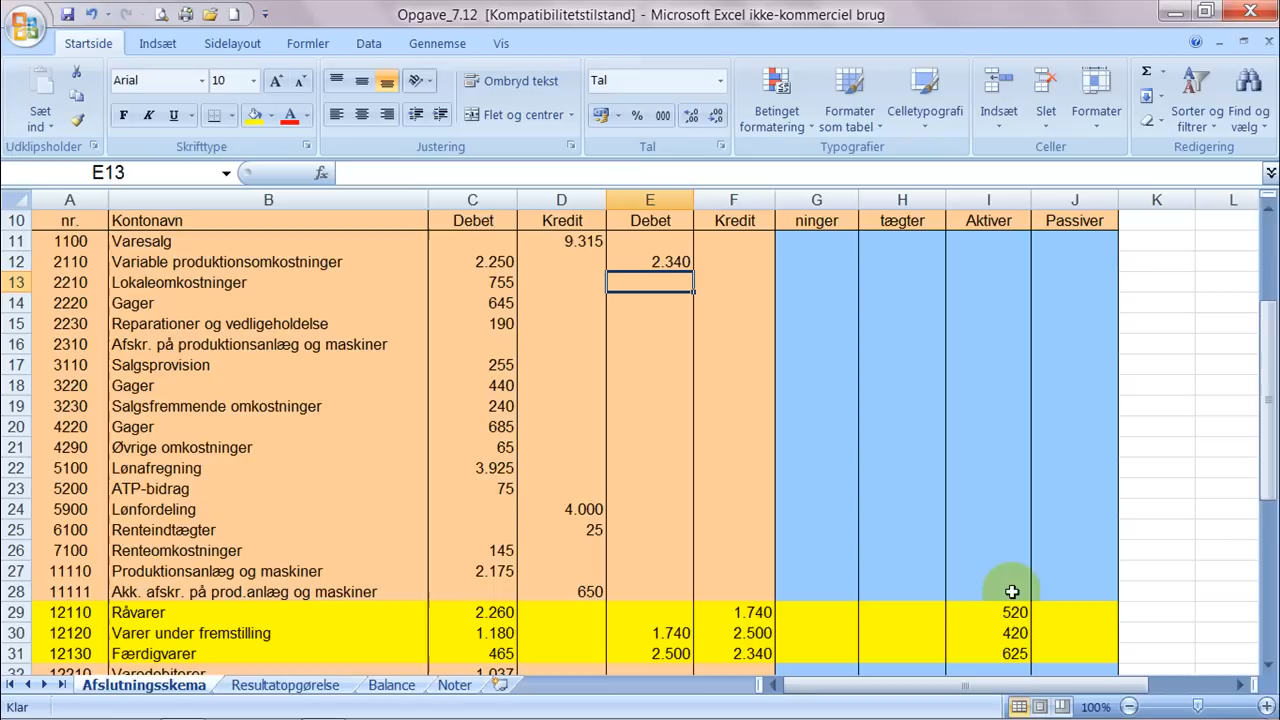 Opgave_7.12 [Kompatibilitetstilstand] - Microsoft Excel ikke-kommerciel brug
Startside Indsæt Sidelayout Formler Data Gennemse Vis
Arial 10 Ombryd tekst Tal
Sæt ind F K U Flet og centrer % 000 Betinget formatering Formater som tabel Celletypografi Indsæt Slet Formater Σ Sorter og filtrer Find og vælg
Udklipsholder Skrifttype Justering Tal Typografier Celler Redigering
E13 fx
A B C D E F G H I J K L
10 nr. Kontonavn Debet Kredit Debet Kredit ninger tægter Aktiver Passiver
11 1100 Varesalg 9.315
12 2110 Variable produktionsomkostninger 2.250 2.340
13 2210 Lokaleomkostninger 755
14 2220 Gager 645
15 2230 Reparationer og vedligeholdelse 190
16 2310 Afskr. på produktionsanlæg og maskiner
17 3110 Salgsprovision 255
18 3220 Gager 440
19 3230 Salgsfremmende omkostninger 240
20 4220 Gager 685
21 4290 Øvrige omkostninger 65
22 5100 Lønafregning 3.925
23 5200 ATP-bidrag 75
24 5900 Lønfordeling 4.000
25 6100 Renteindtægter 25
26 7100 Renteomkostninger 145
27 11110 Produktionsanlæg og maskiner 2.175
28 11111 Akk. afskr. på prod.anlæg og maskiner 650
29 12110 Råvarer 2.260 1.740 520
30 12120 Varer under fremstilling 1.180 1.740 2.500 420
31 12130 Færdigvarer 465 2.500 2.340 625
32 12210 Varedebitorer 1.037
Afslutningsskema Resultatopgørelse Balance Noter
Klar 100%